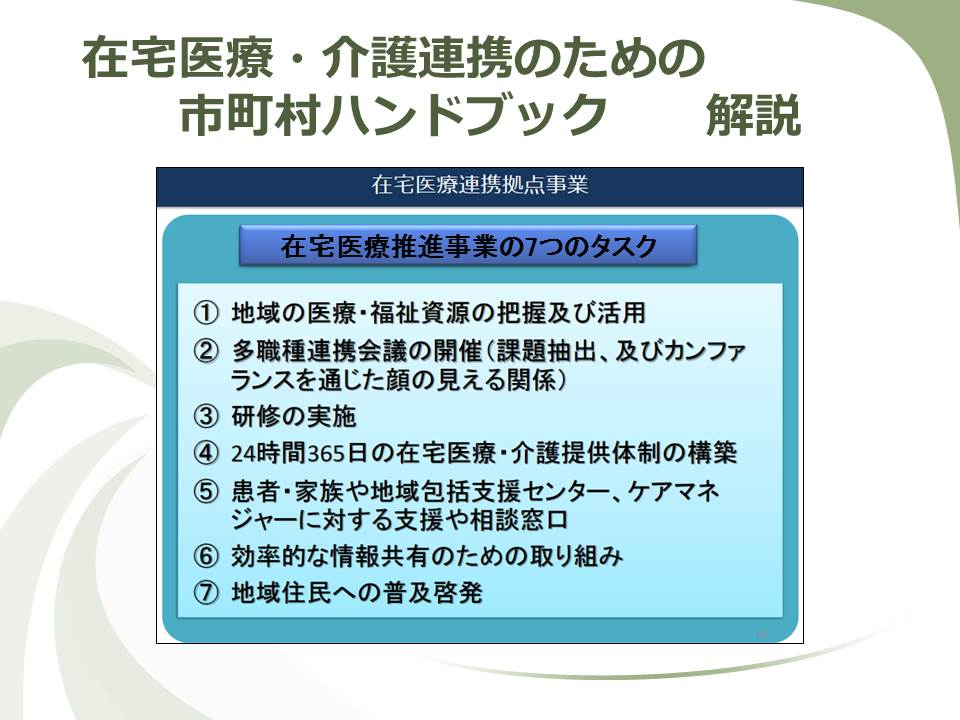 在宅医療・介護連携のための
市町村ハンドブック　　解説
在宅医療連携拠点事業
在宅医療推進事業の7つのタスク
① 地域の医療・福祉資源の把握及び活用
② 多職種連携会議の開催（課題抽出、及びカンファ
ランスを通じた顔の見える関係）
③ 研修の実施
④ 24時間365日の在宅医療・介護提供体制の構築
⑤ 患者・家族や地域包括支援センター、ケアマネ
ジャーに対する支援や相談窓口
⑥ 効率的な情報共有のための取り組み
⑦ 地域住民への普及啓発